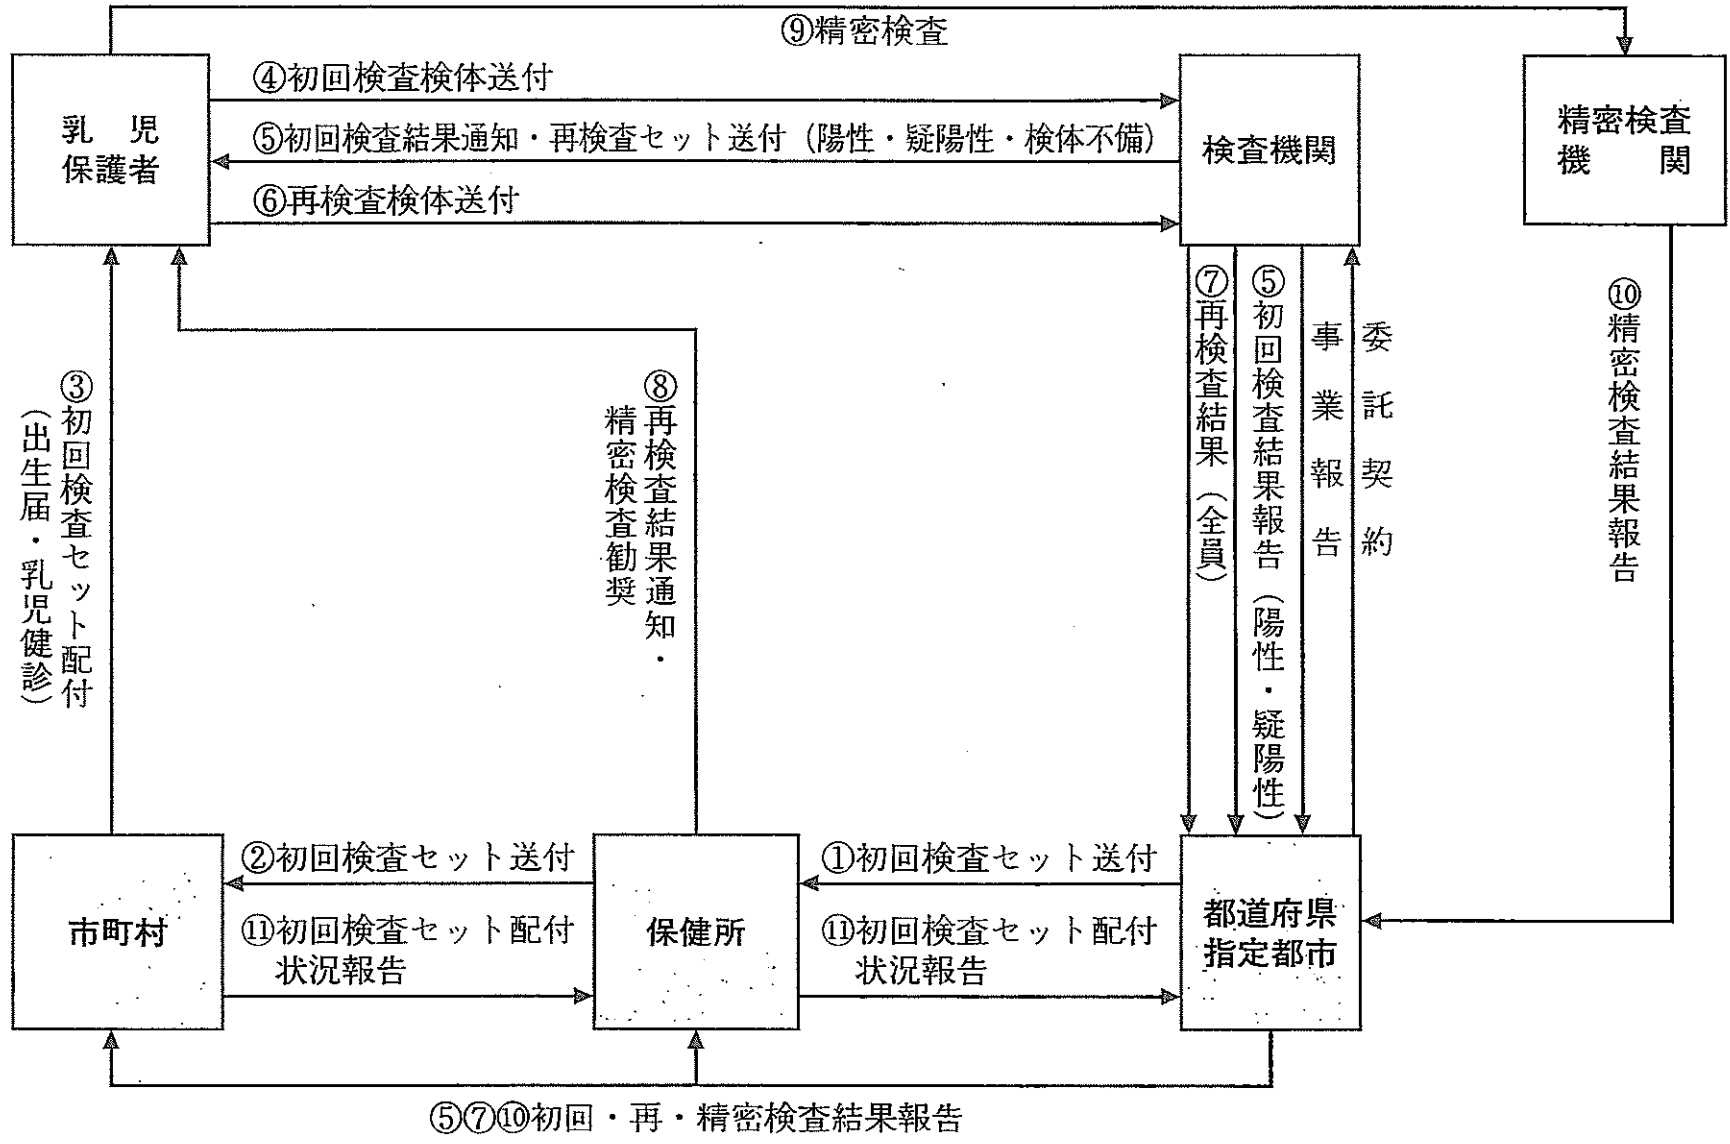 ⑨精密検査
④初回検査検体送付
乳　児
保護者
⑤初回検査結果通知・再検査セット送付（陽性・疑陽性・検体不備）
⑥再検査検体送付
検査機関
精密検査
機　　関
③初回検査セット配付
（出生届・乳児健診）
⑧再検査結果通知・
精密検査勧奨
⑦再検査結果（全員）
⑤初回検査結果報告（陽性・疑陽性）
事業報告
委託契約
⑩精密検査結果報告
②初回検査セット送付
①初回検査セット送付
市町村
⑪初回検査セット配付
状況報告
保健所
⑪初回検査セット配付
状況報告
都道府県
指定都市
⑤⑦⑩初回・再・精密検査結果報告